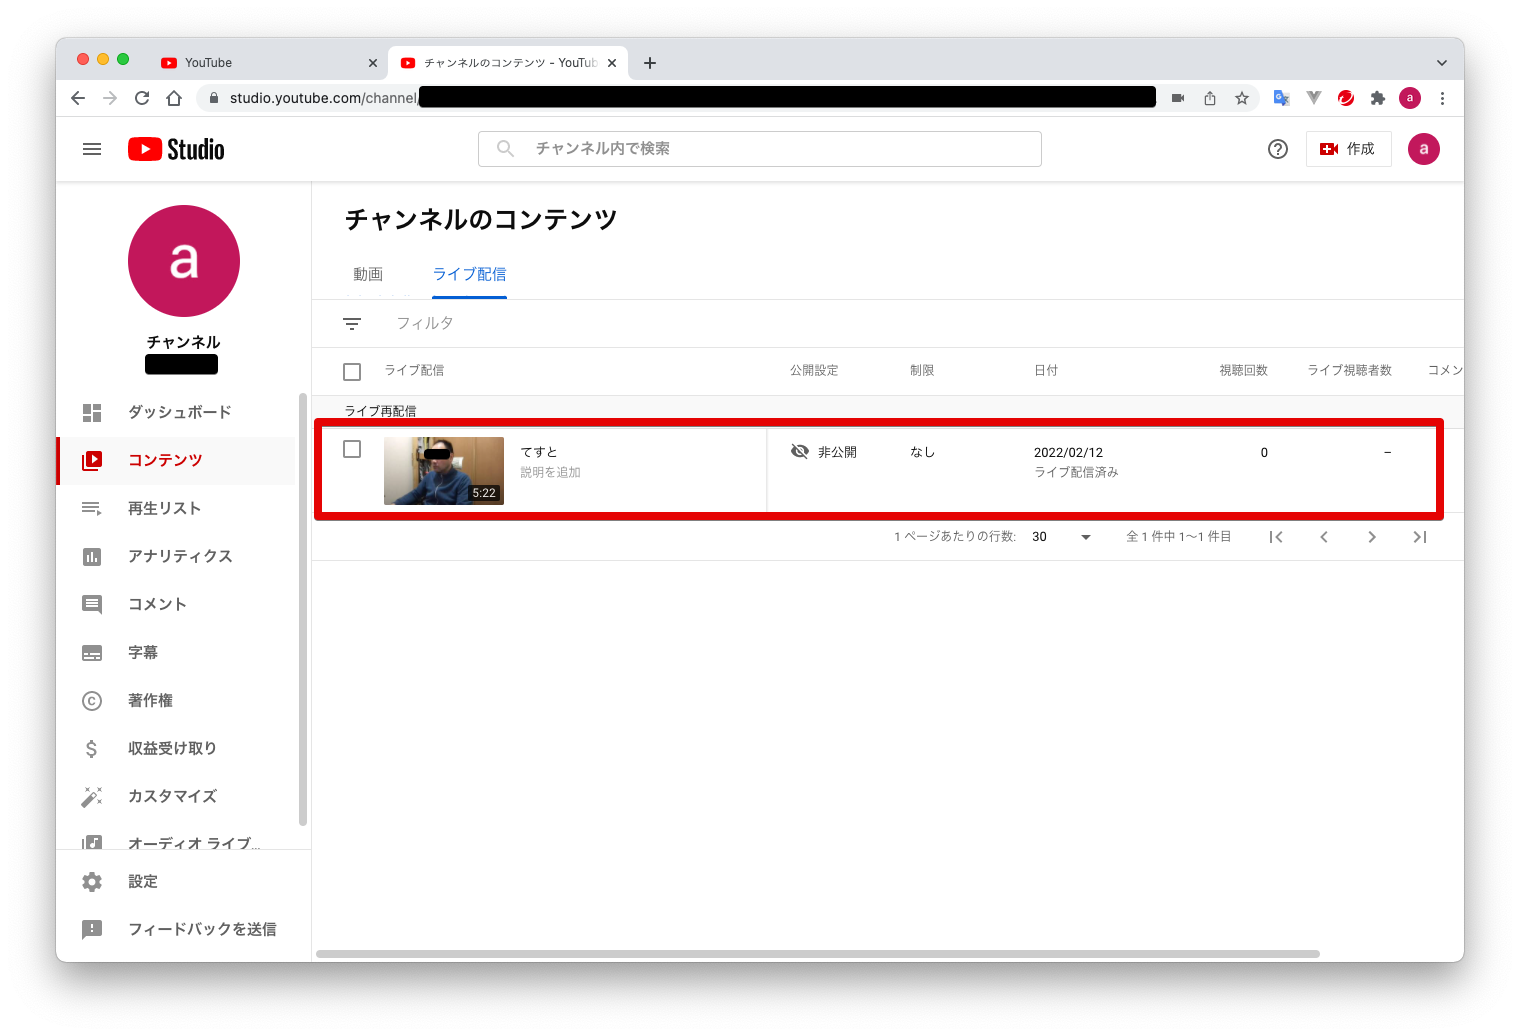 YouTube
チャンネルのコンテンツ - YouTub
studio.youtube.com/channel/
a
Studio
チャンネル内で検索
作成
a
a
チャンネル
ダッシュボード
コンテンツ
再生リスト
アナリティクス
コメント
字幕
著作権
収益受け取り
カスタマイズ
オーディオ ライブ…
設定
フィードバックを送信
チャンネルのコンテンツ
動画
ライブ配信
フィルタ
ライブ配信 公開設定 制限 日付 視聴回数 ライブ視聴者数 コメン
ライブ再配信
てすと 非公開 なし 2022/02/12 0 –
説明を追加 ライブ配信済み
5:22
1 ページあたりの行数: 30 全 1 件中 1～1 件目